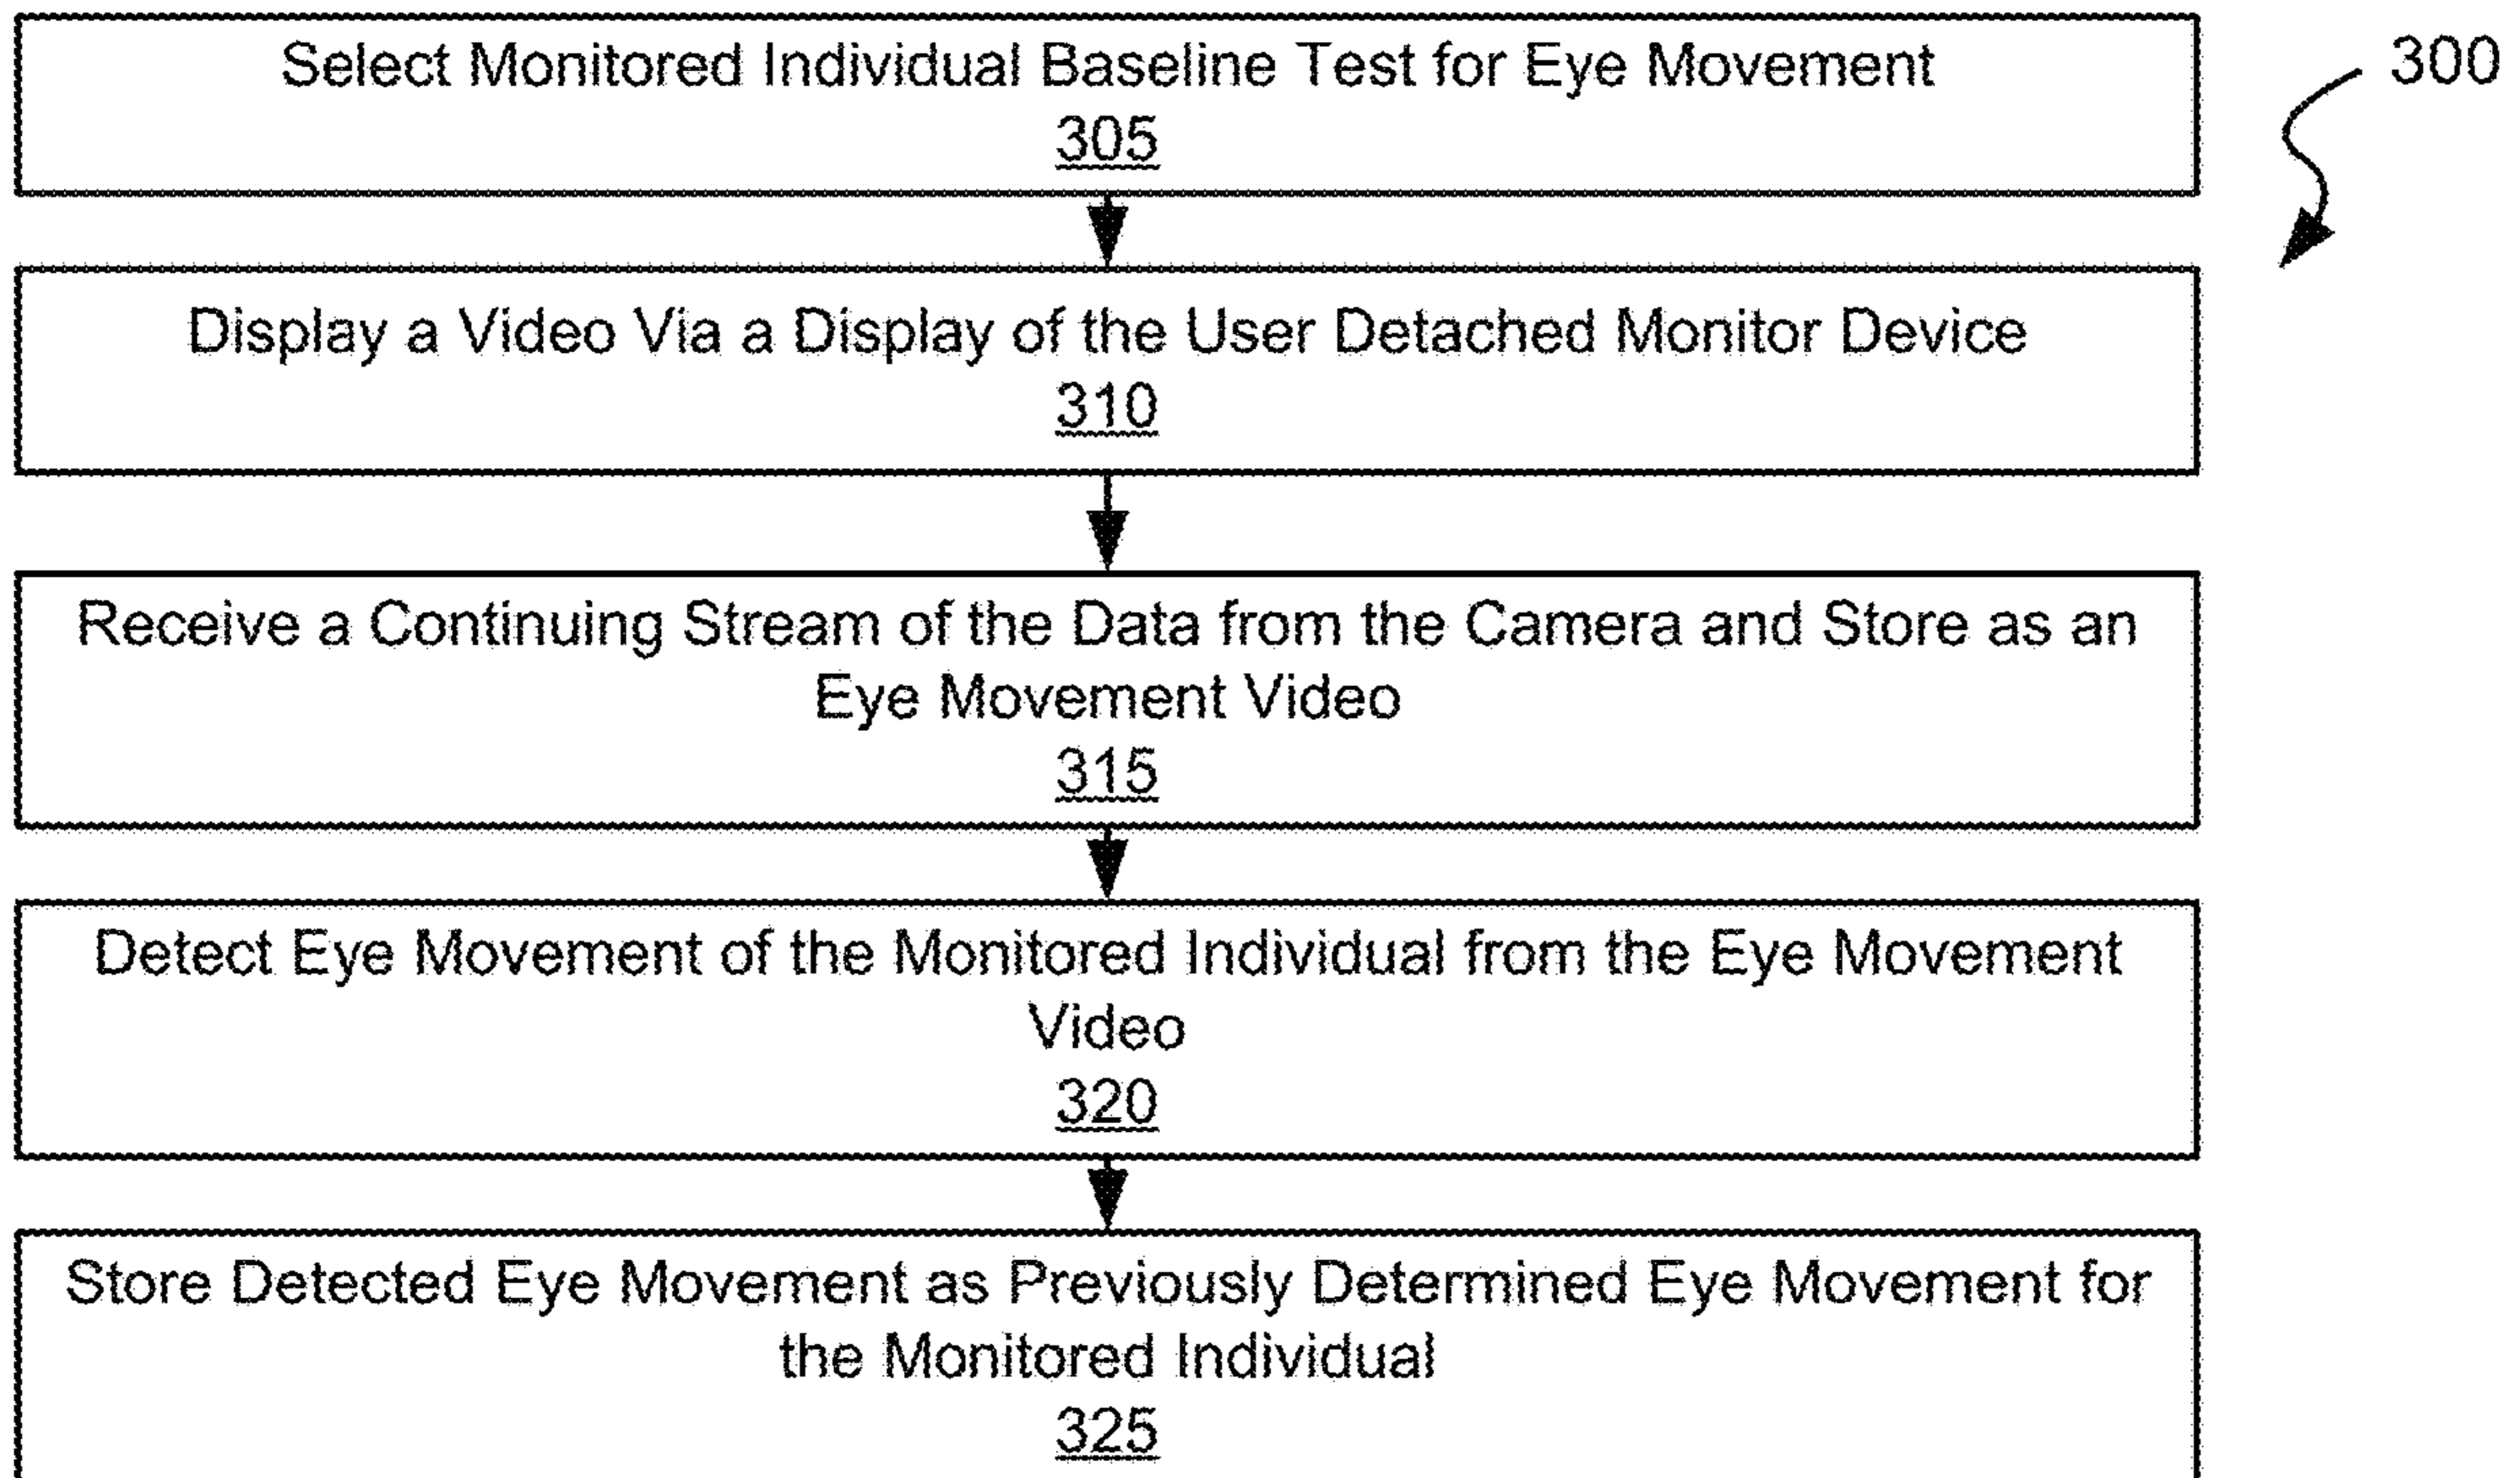 Select Monitored Individual Baseline Test for Eye Movement
305
300
Display a Video Via a Display of the User Detached Monitor Device
310
Receive a Continuing Stream of the Data from the Camera and Store as an
Eye Movement Video
315
Detect Eye Movement of the Monitored Individual from the Eye Movement
Video
320
Store Detected Eye Movement as Previously Determined Eye Movement for
the Monitored Individual
325